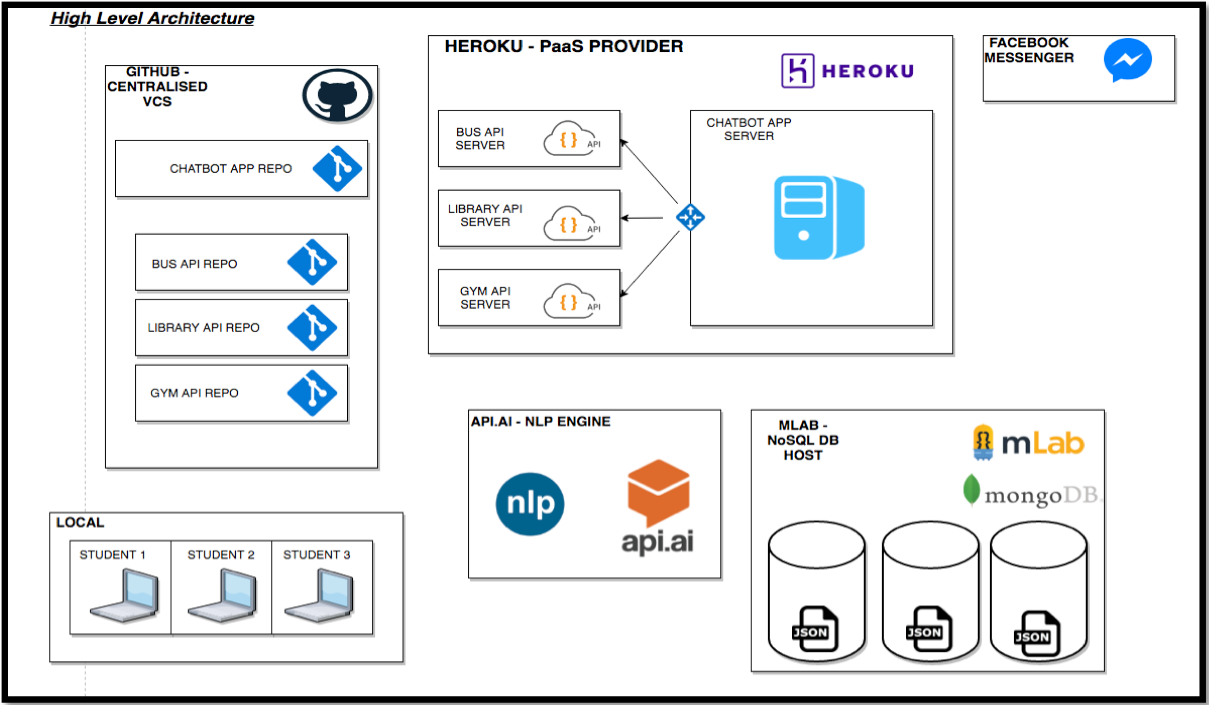 High Level Architecture
GITHUB -
CENTRALISED
VCS
CHATBOT APP REPO
BUS API REPO
LIBRARY API REPO
GYM API REPO
LOCAL
STUDENT 1
STUDENT 2
STUDENT 3
HEROKU - PaaS PROVIDER
HEROKU
BUS API
SERVER
{ }
API
LIBRARY API
SERVER
{ }
API
GYM API
SERVER
{ }
API
CHATBOT APP
SERVER
FACEBOOK
MESSENGER
API.AI - NLP ENGINE
nlp
api.ai
MLAB -
NoSQL DB
HOST
mLab
mongoDB.
JSON
JSON
JSON